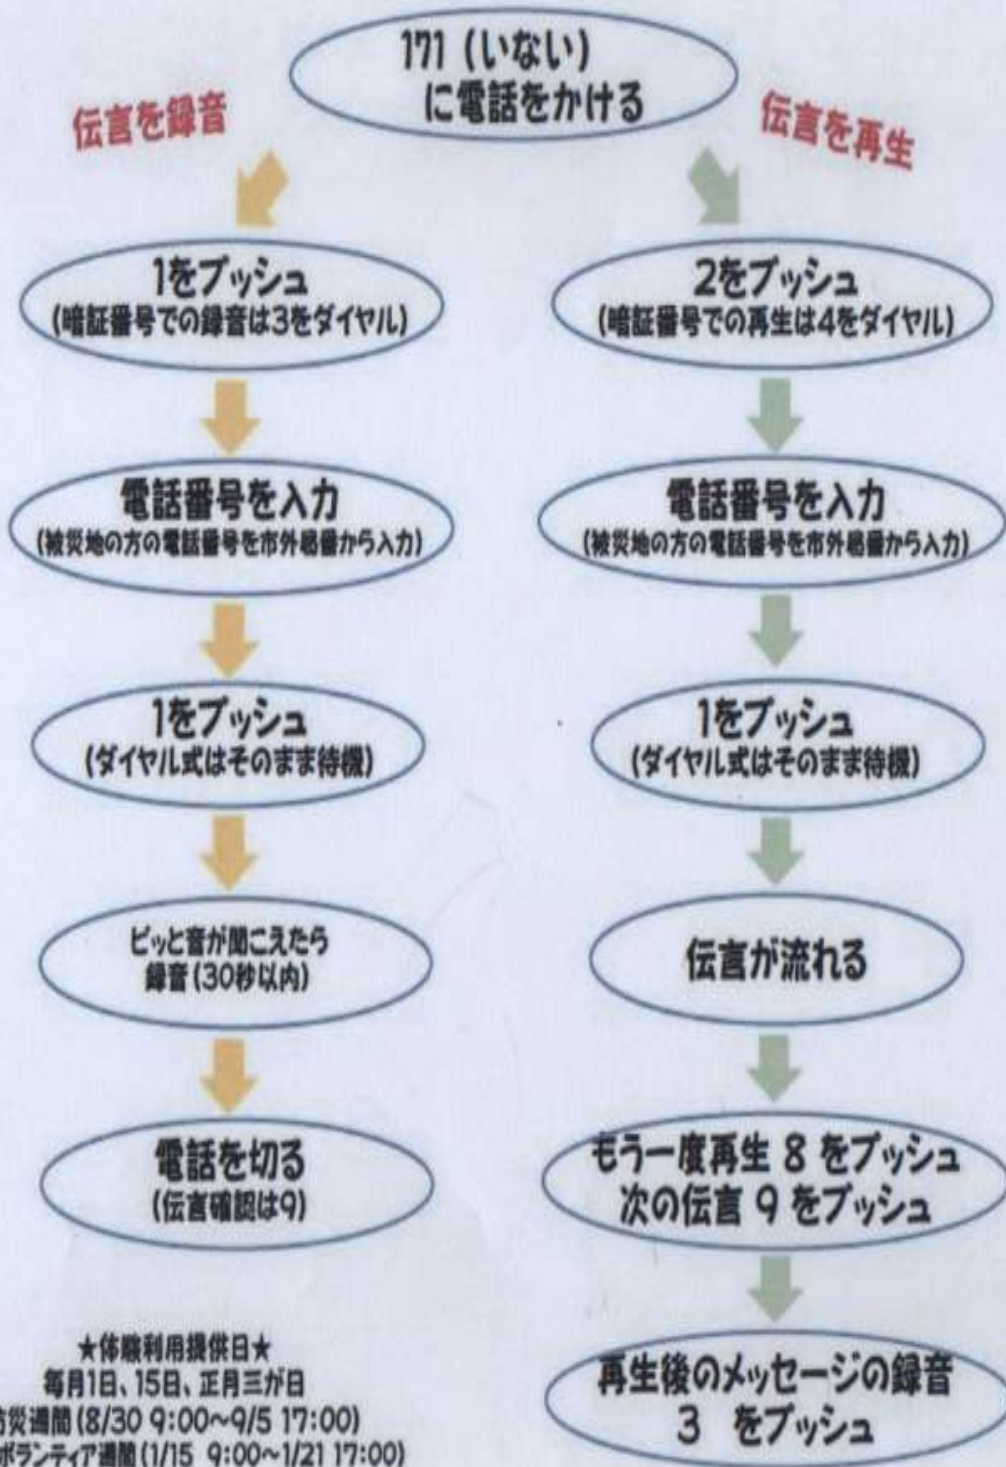 171 (いない)
に電話をかける
伝言を録音
伝言を再生
1をプッシュ
(暗証番号での録音は3をダイヤル)
電話番号を入力
(被災地の方の電話番号を市外局番から入力)
1をプッシュ
(ダイヤル式はそのまま待機)
ピッと音が聞こえたら
録音(30秒以内)
電話を切る
(伝言確認は9)
2をプッシュ
(暗証番号での再生は4をダイヤル)
電話番号を入力
(被災地の方の電話番号を市外局番から入力)
1をプッシュ
(ダイヤル式はそのまま待機)
伝言が流れる
もう一度再生 8 をプッシュ
次の伝言 9 をプッシュ
再生後のメッセージの録音
3 をプッシュ
★体験利用提供日★
毎月1日、15日、正月三が日
災週間(8/30 9:00~9/5 17:00)
ボランティア週間(1/15 9:00~1/21 17:00)